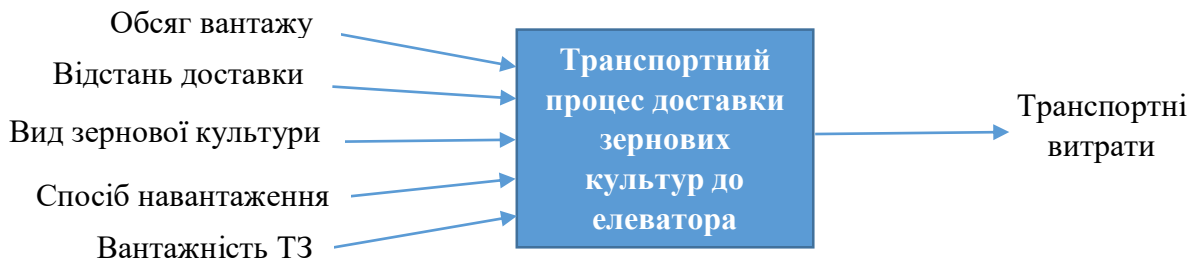 Обсяг вантажу
Відстань доставки
Вид зернової культури
Спосіб навантаження
Вантажність ТЗ
Транспортний
процес доставки
зернових
культур до
елеватора
Транспортні
витрати